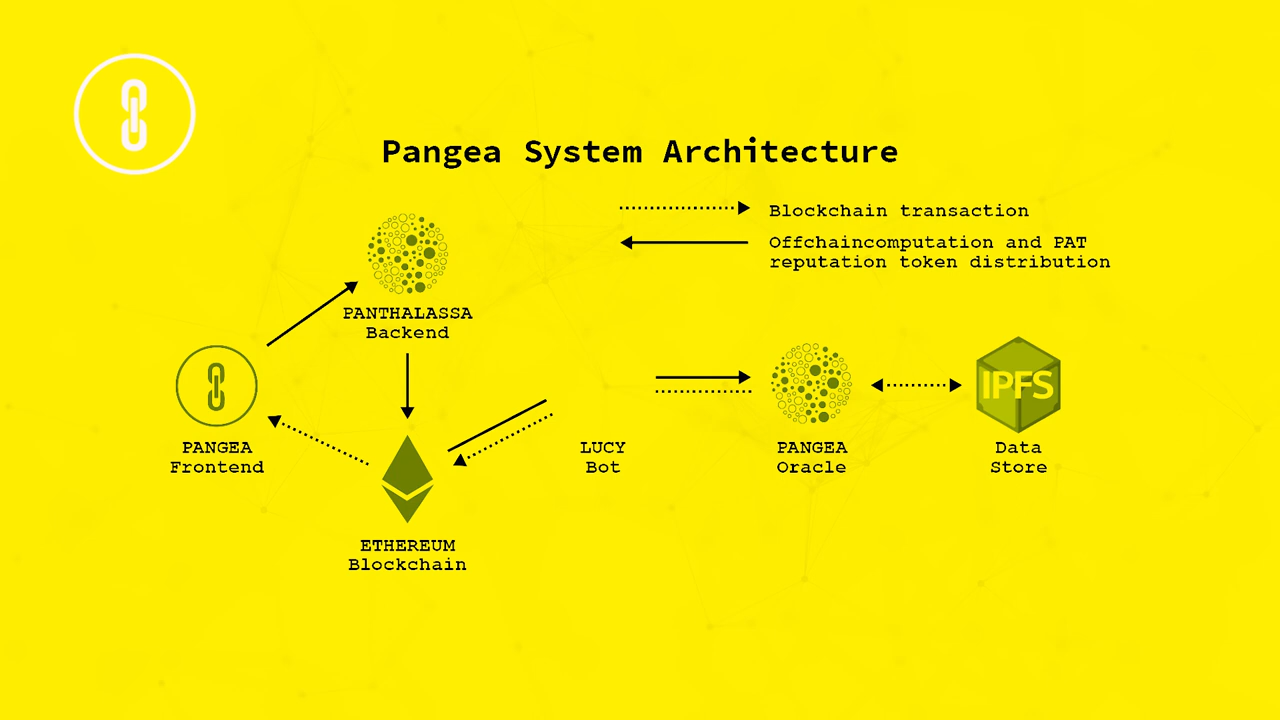 Pangea System Architecture
Blockchain transaction
Offchaincomputation and PAT
reputation token distribution
PANTHALASSA
Backend
IPFS
PANGEA
Frontend
LUCY
Bot
PANGEA
Oracle
Data
Store
ETHEREUM
Blockchain